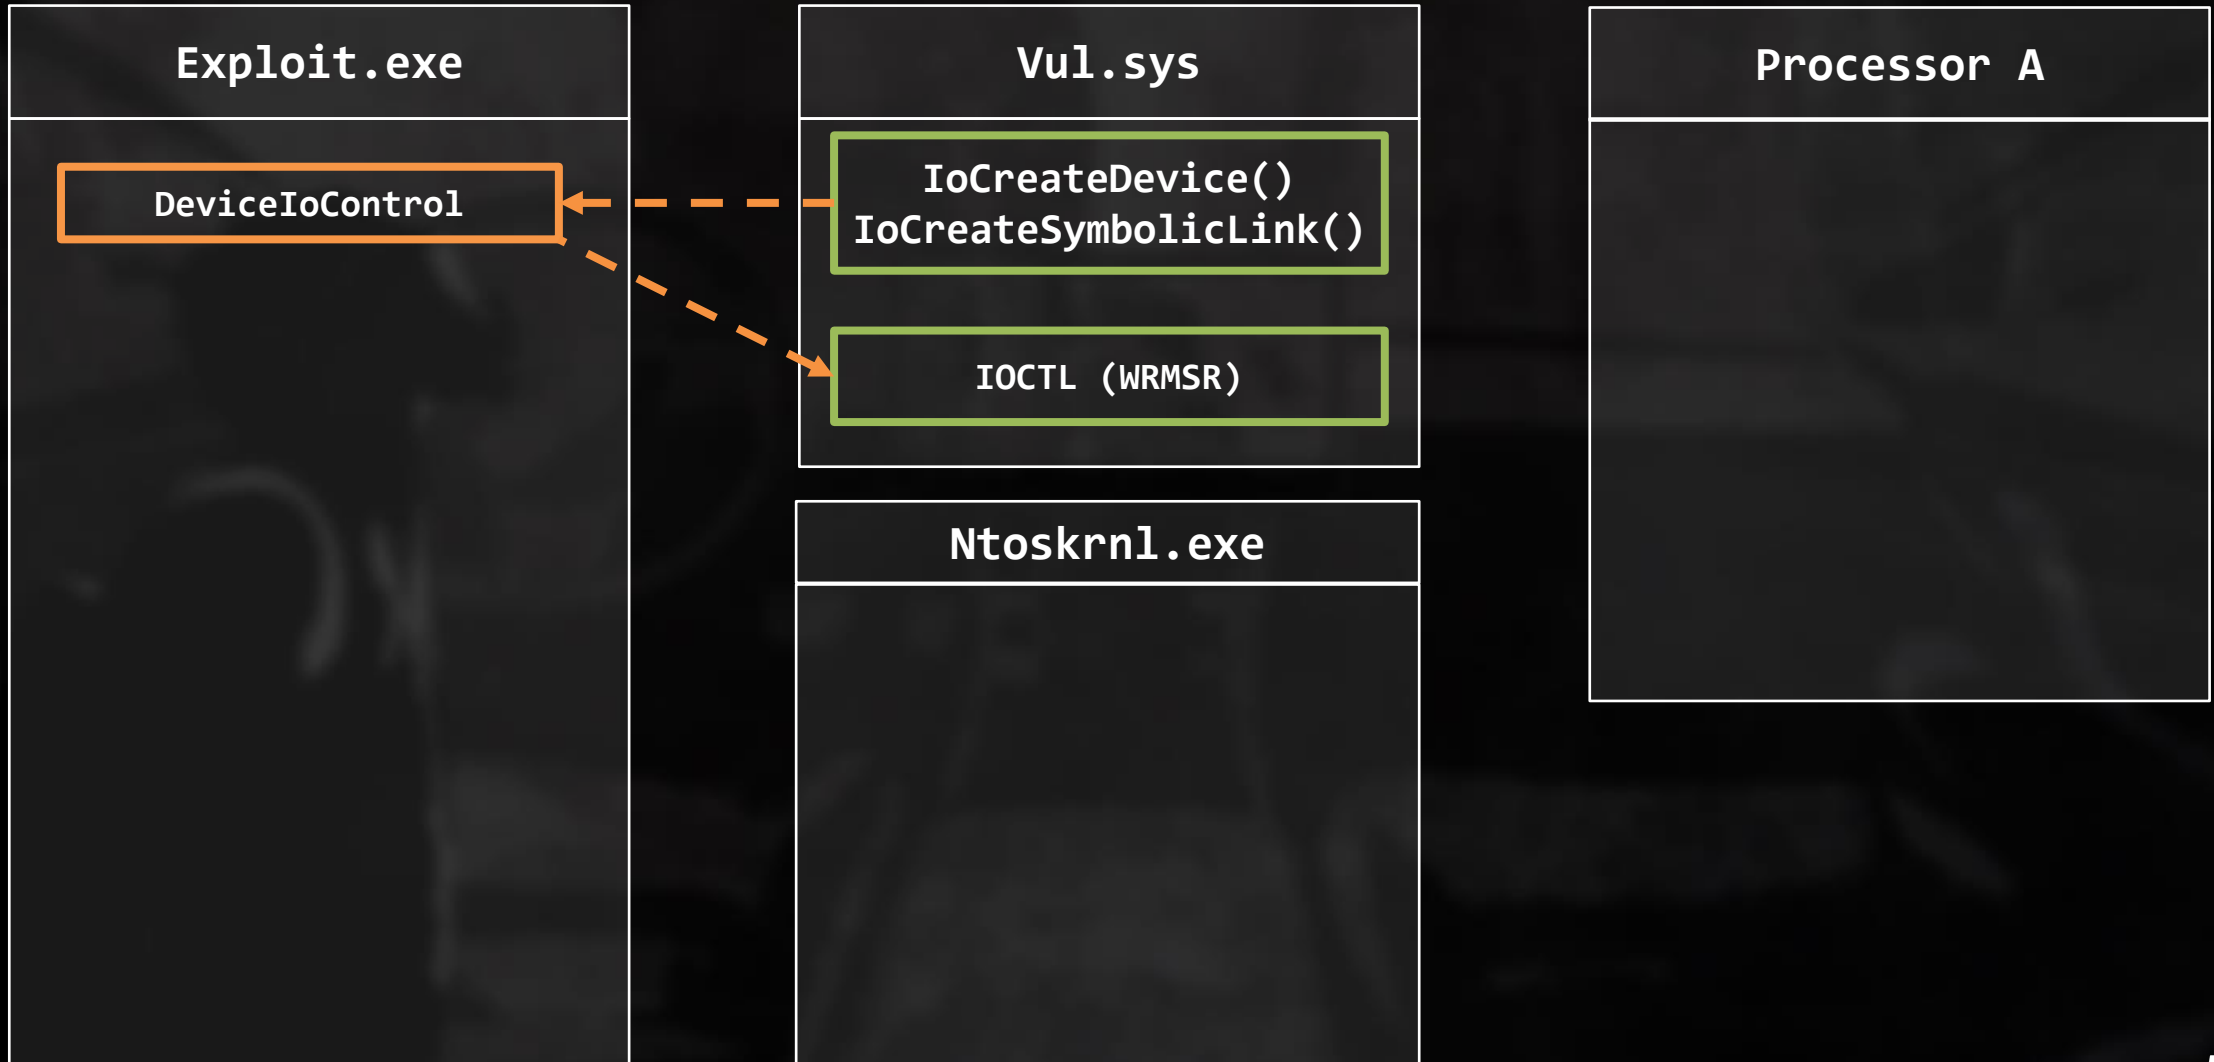 Exploit.exe
DeviceIoControl
Vul.sys
IoCreateDevice()
IoCreateSymbolicLink()
IOCTL (WRMSR)
Ntoskrnl.exe
Processor A